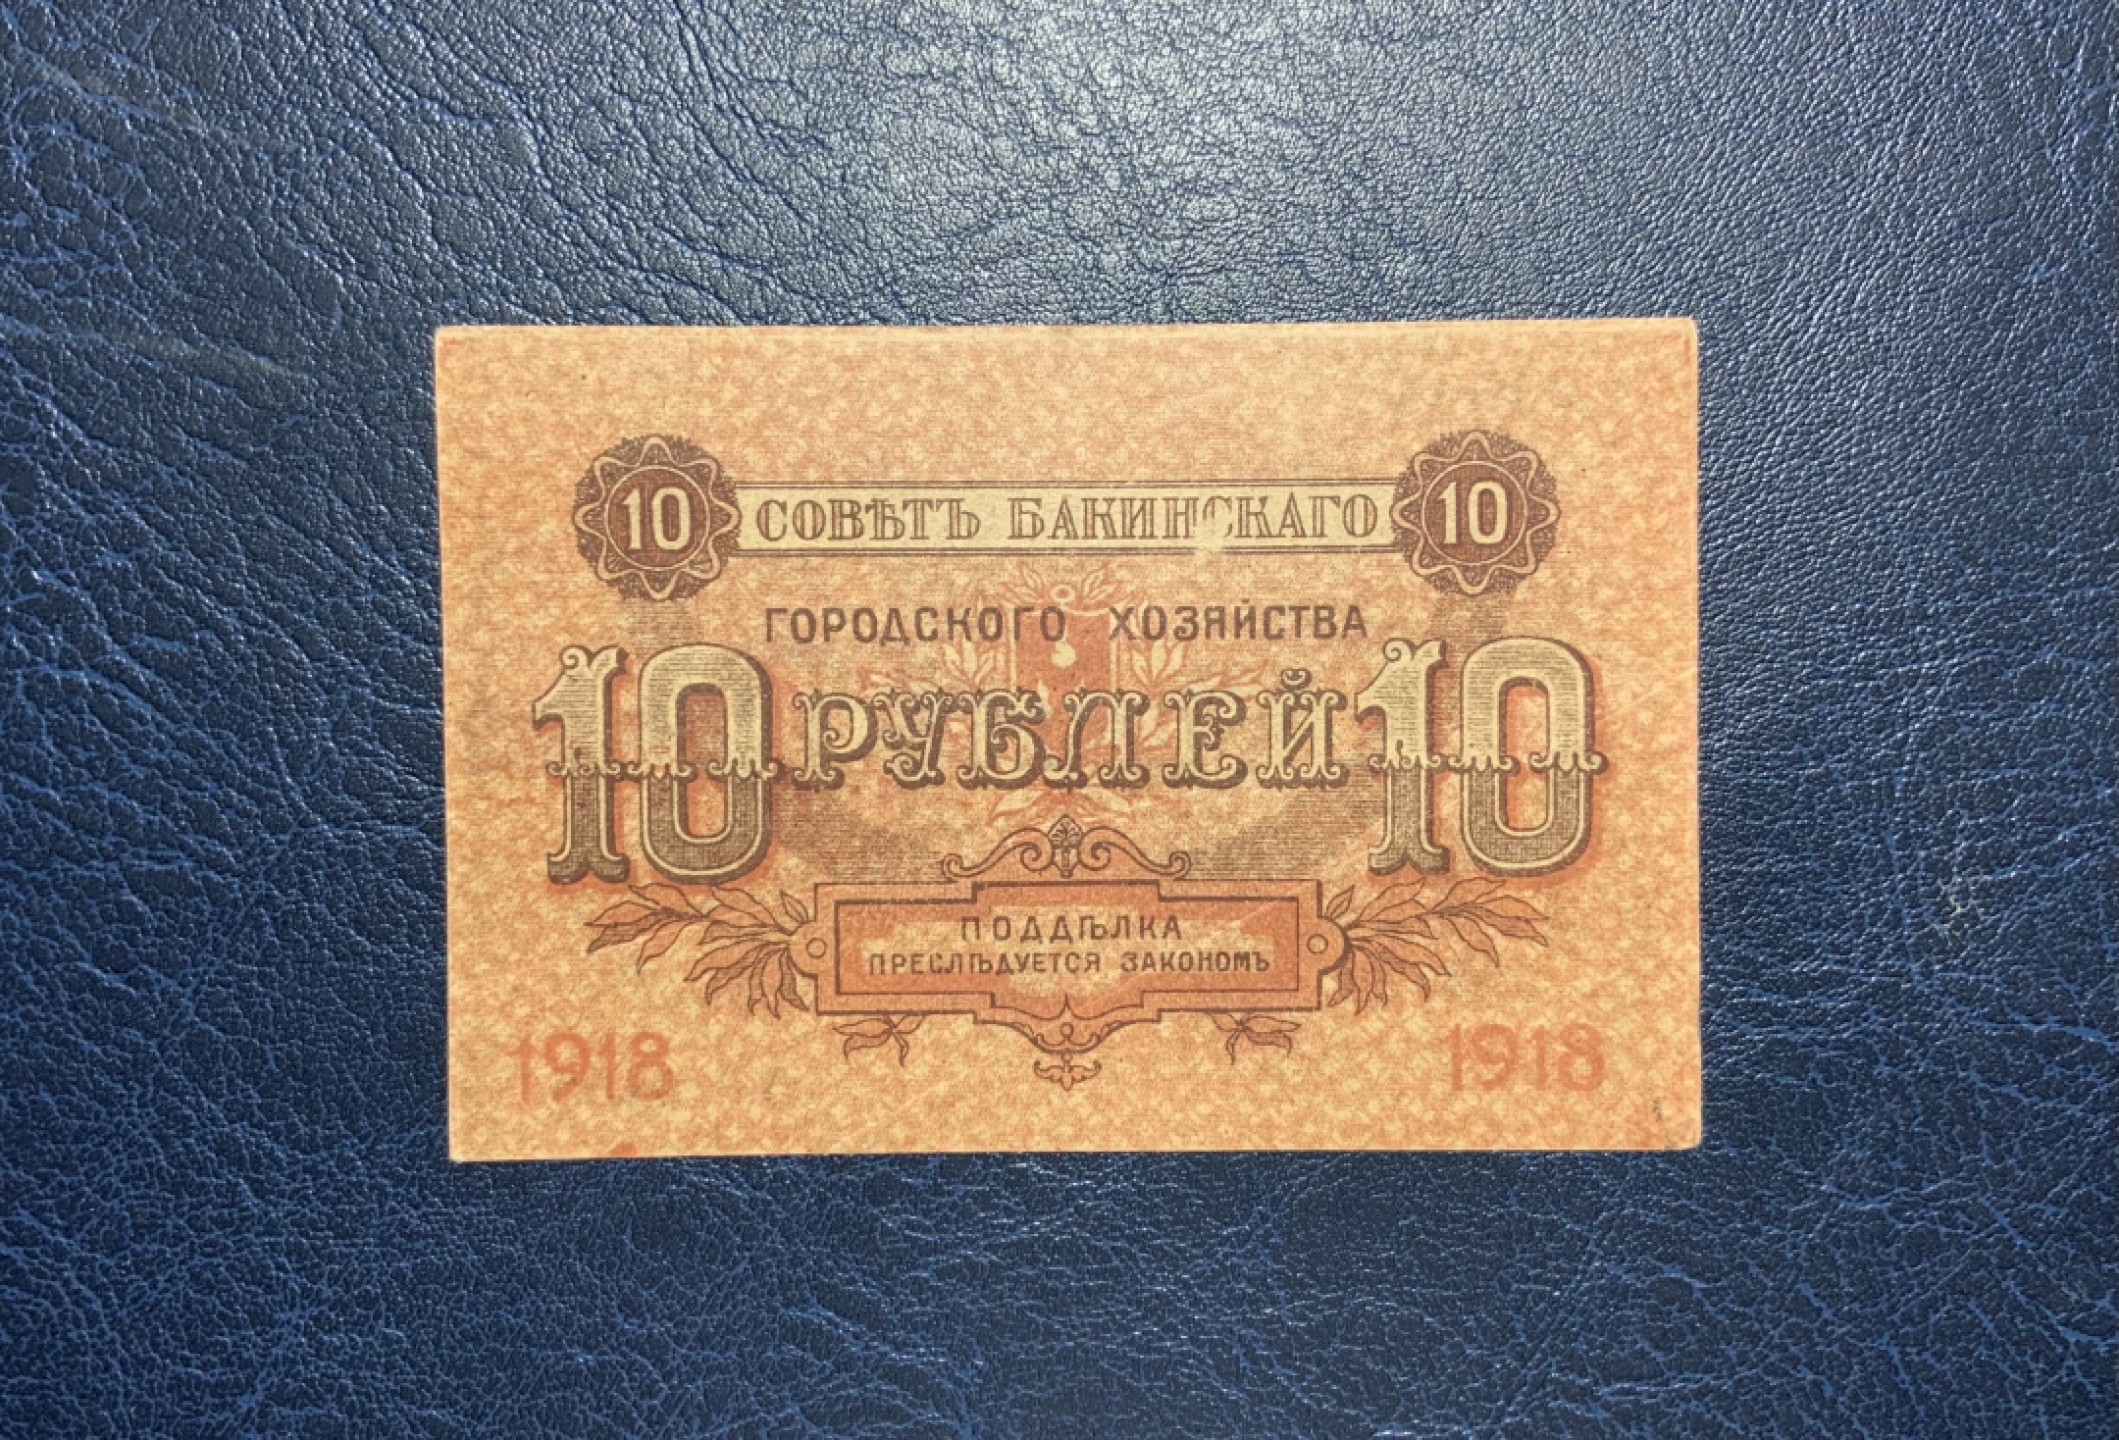 10 СОВѢТЪ БАКИНСКАГО 10
ГОРОДСКОГО ХОЗЯЙСТВА
10 РУБЛЕЙ 10
ПОДДѢЛКА
ПРЕСЛѢДУЕТСЯ ЗАКОНОМЪ
1918 1918